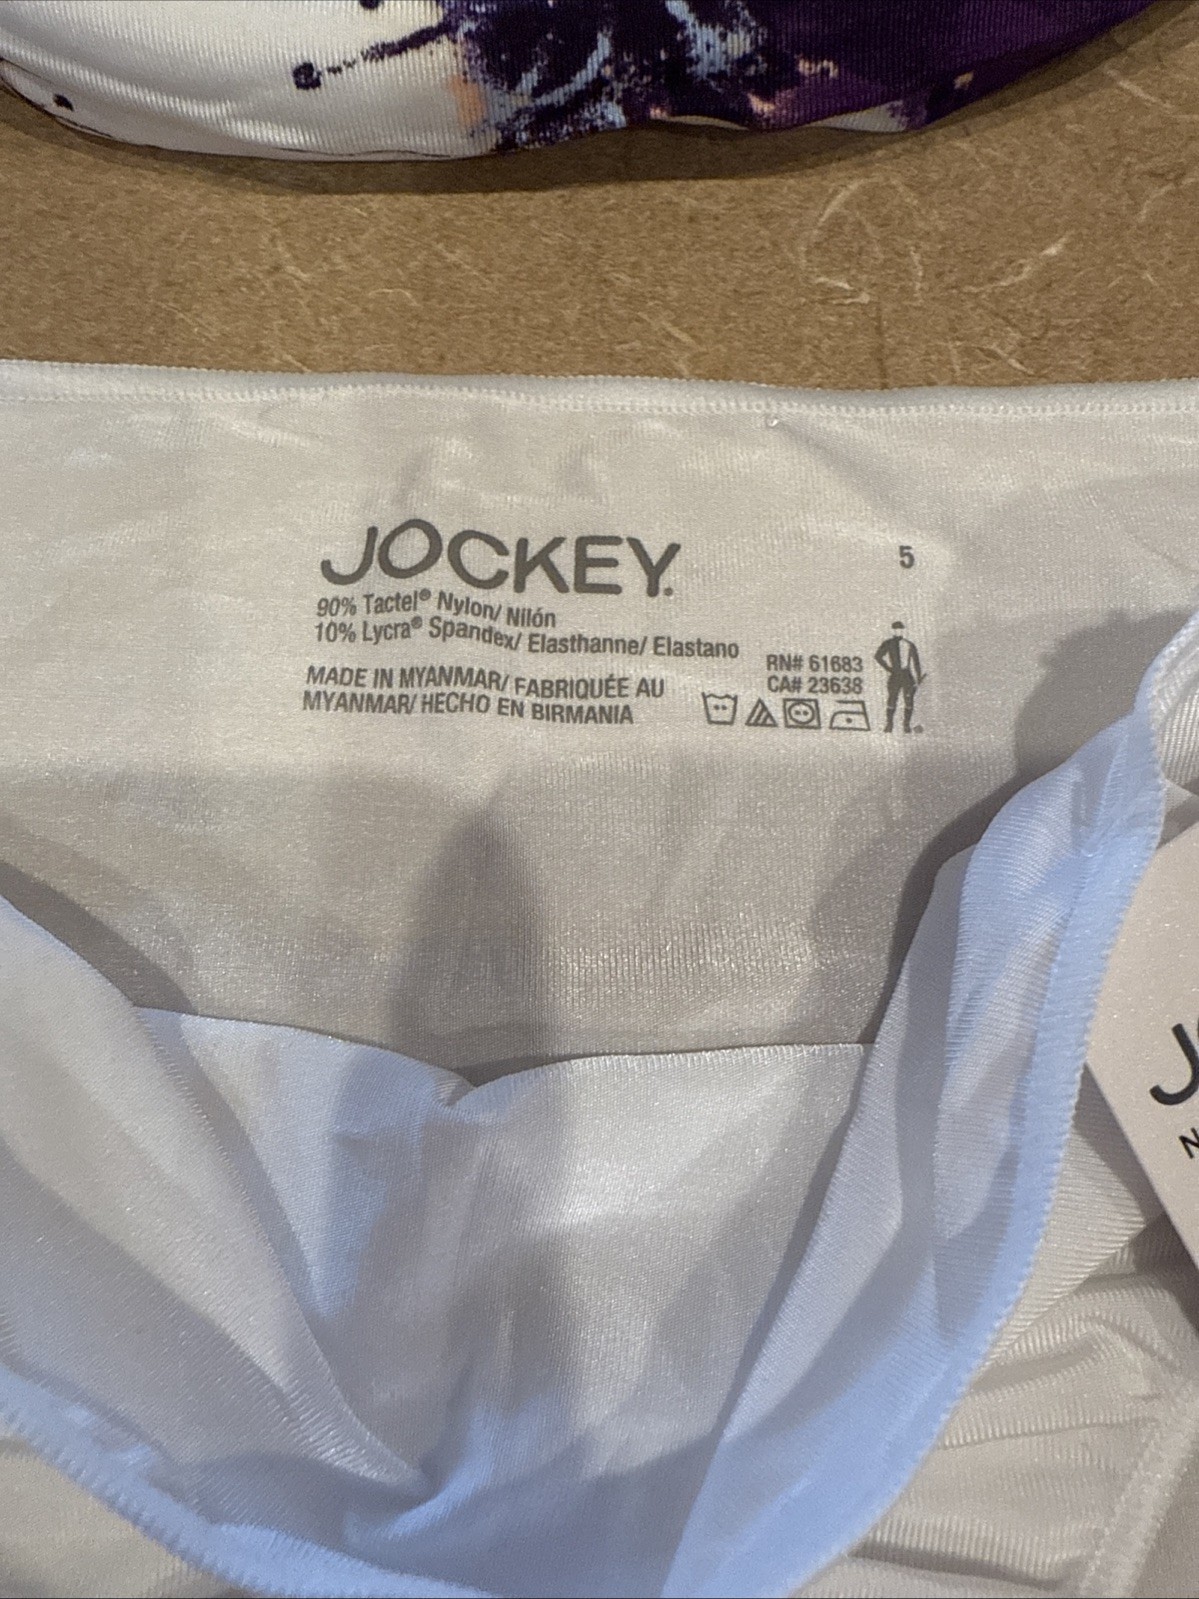 JOCKEY.
5
90% Tactel® Nylon/ Nilón
10% Lycra® Spandex/ Elasthanne/ Elastano
RN# 61683
CA# 23638
MADE IN MYANMAR/ FABRIQUÉE AU
MYANMAR/ HECHO EN BIRMANIA